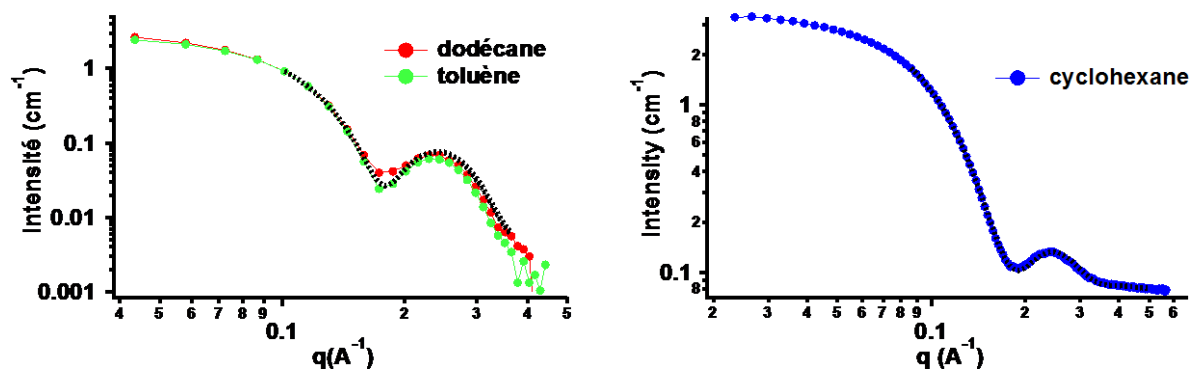 Intensité (cm-1)
1
0.1
0.01
0.001
dodécane
toluène
4 5 6 7 8 9 0.1 2 3 4 5
q(A-1)
Intensity (cm-1)
2
1
8
6
4
2
0.1
8
cyclohexane
2 3 4 5 6 7 8 9 0.1 2 3 4 5 6
q (A-1)